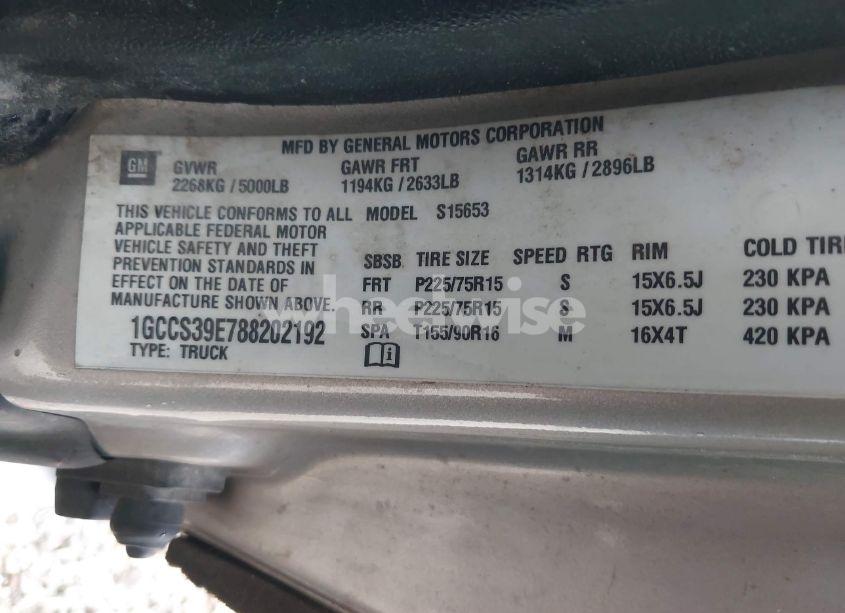 MFD BY GENERAL MOTORS CORPORATION
GM
GVWR GAWR FRT GAWR RR
2268KG / 5000LB 1194KG / 2633LB 1314KG / 2896LB
THIS VEHICLE CONFORMS TO ALL MODEL S15653
APPLICABLE FEDERAL MOTOR
VEHICLE SAFETY AND THEFT
PREVENTION STANDARDS IN
EFFECT ON THE DATE OF
MANUFACTURE SHOWN ABOVE.
SBSB TIRE SIZE SPEED RTG RIM COLD TIRE
FRT P225/75R15 S 15X6.5J 230 KPA
RR P225/75R15 S 15X6.5J 230 KPA
SPA T155/90R16 M 16X4T 420 KPA
1GCCS39E788202192
TYPE: TRUCK
wheelwise